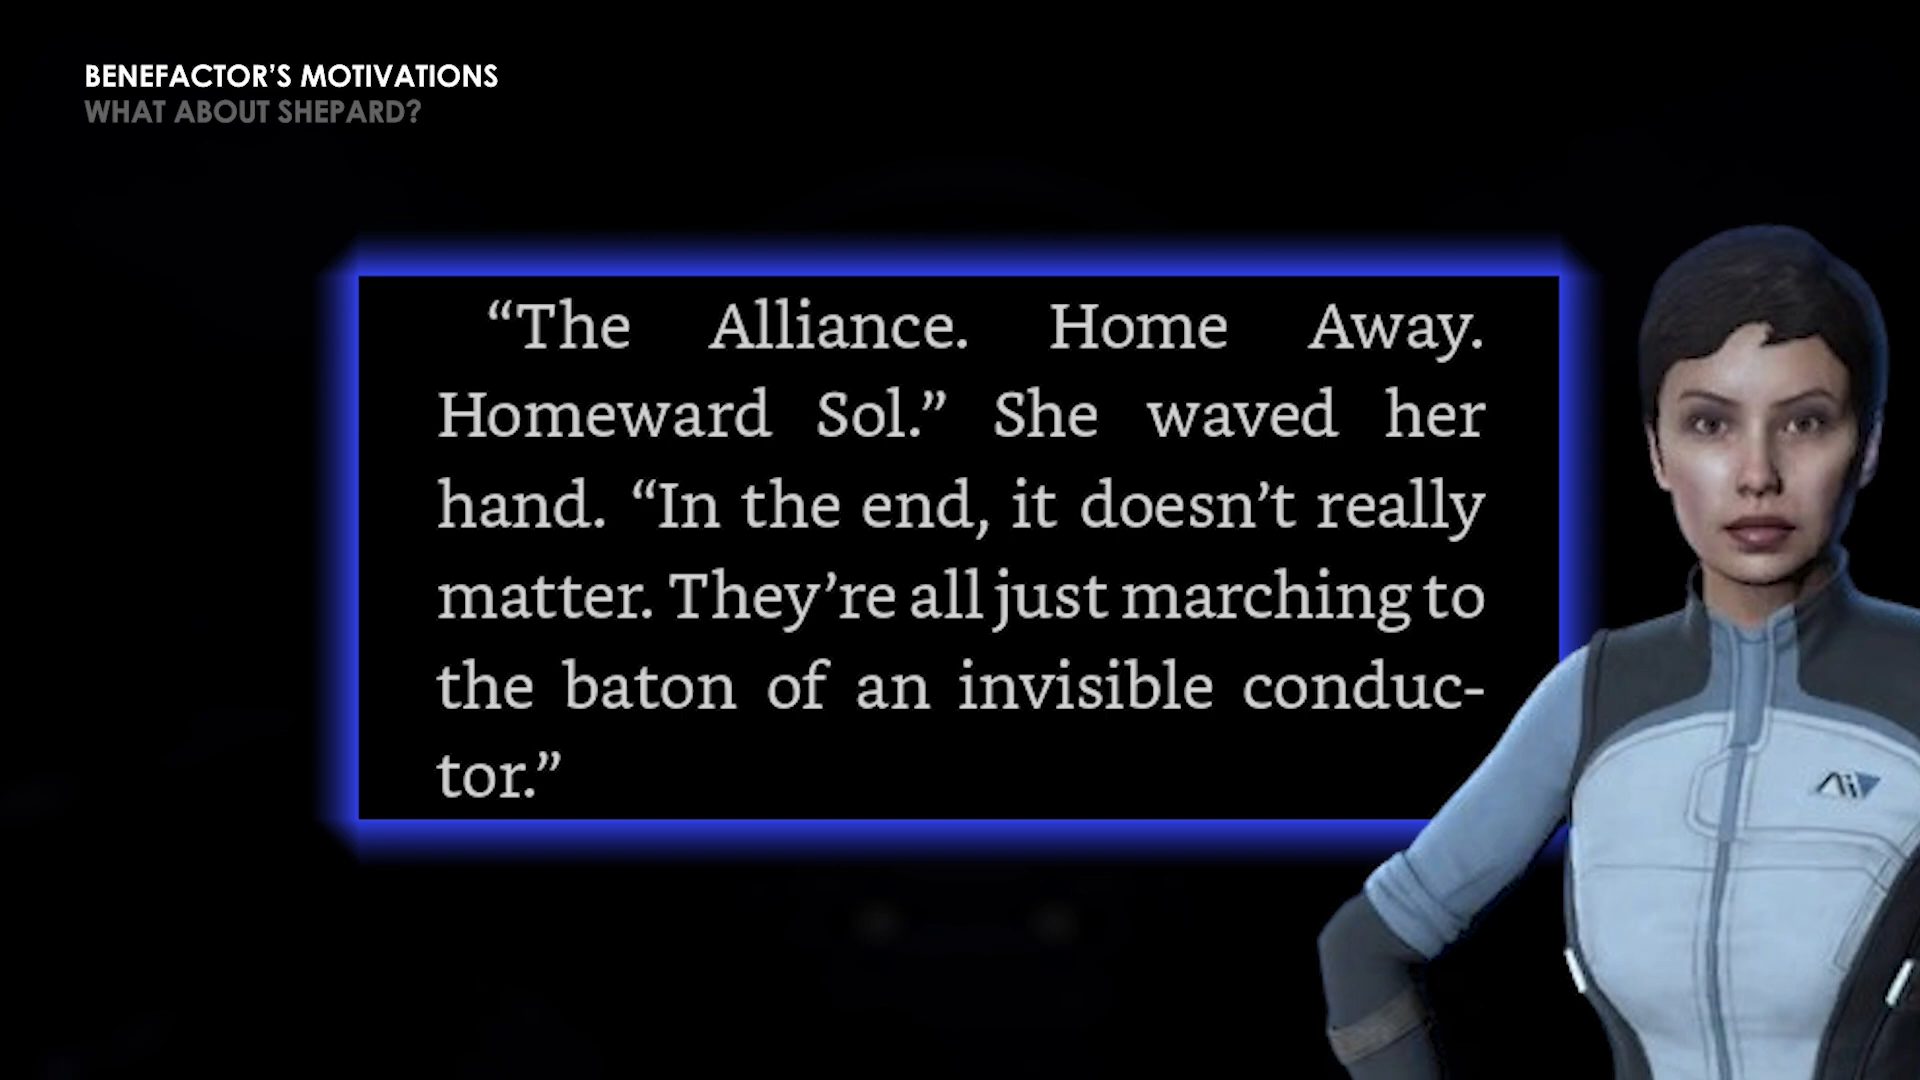 BENEFACTOR’S MOTIVATIONS
WHAT ABOUT SHEPARD?
“The Alliance. Home Away.
Homeward Sol.” She waved her
hand. “In the end, it doesn’t really
matter. They’re all just marching to
the baton of an invisible conduc-
tor.”
Ai